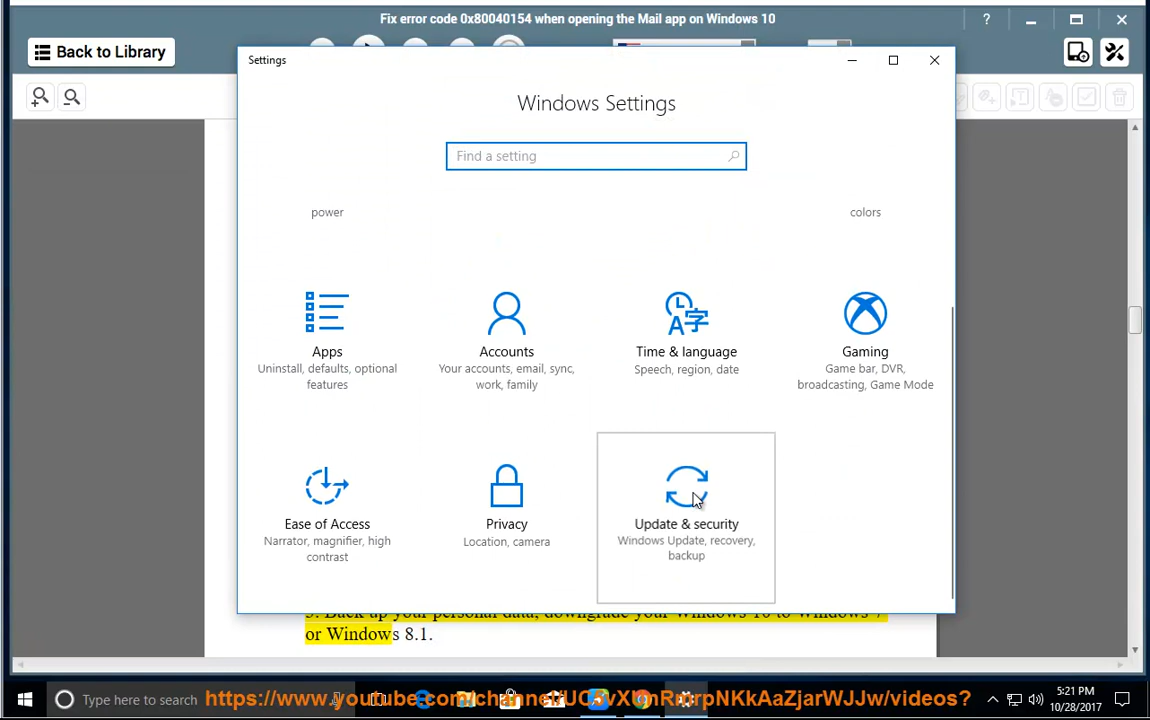 Fix error code 0x80040154 when opening the Mail app on Windows 10
Back to Library
Settings
Windows Settings
Find a setting
power
colors
Apps
Uninstall, defaults, optional
features
Accounts
Your accounts, email, sync,
work, family
Time & language
Speech, region, date
Gaming
Game bar, DVR,
broadcasting, Game Mode
Ease of Access
Narrator, magnifier, high
contrast
Privacy
Location, camera
Update & security
Windows Update, recovery,
backup
or Windows 8.1.
Type here to search
5:21 PM
10/28/2017